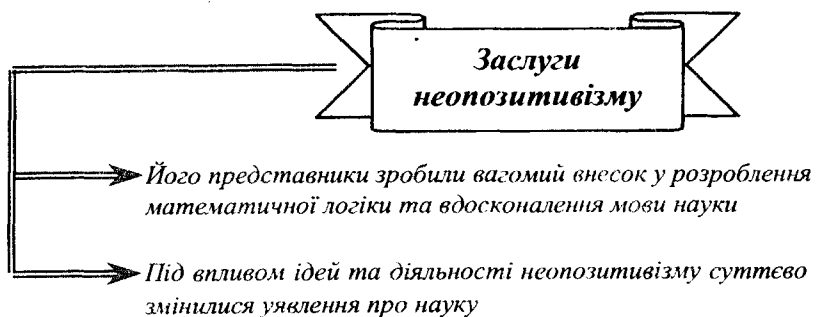 Заслуги
неопозитивізму
Його представники зробили вагомий внесок у розроблення
математичної логіки та вдосконалення мови науки
Під впливом ідей та діяльності неопозитивізму суттєво
змінилися уявлення про науку